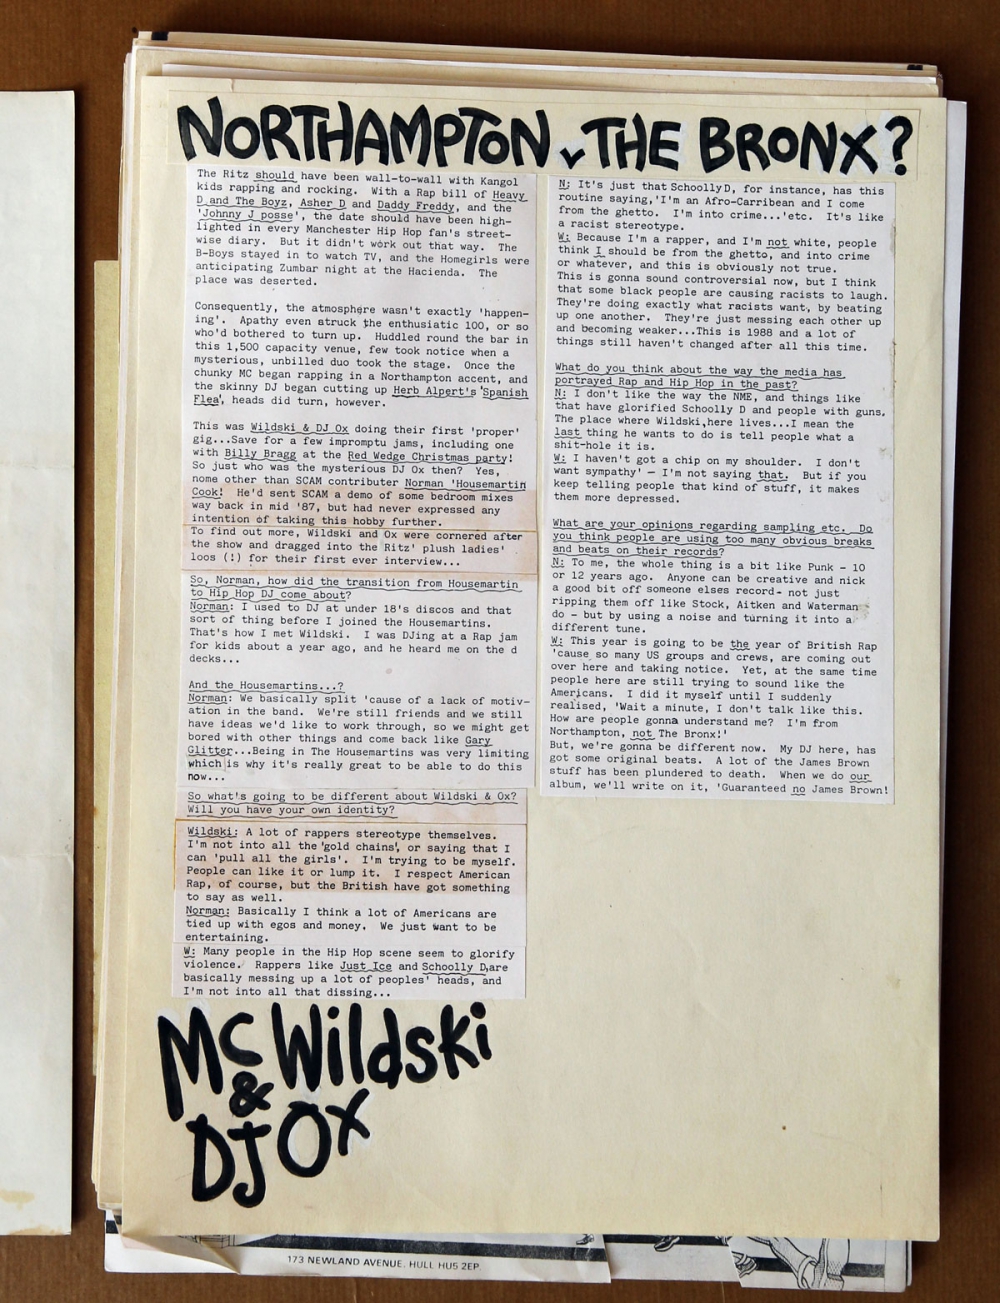 NORTHAMPTON v THE BRONX?
The Ritz should have been wall-to-wall with Kangol
kids rapping and rocking. With a Rap bill of Heavy
D and The Boyz, Asher D and Daddy Freddy, and the
'Johnny J posse', the date should have been high-
lighted in every Manchester Hip Hop fan's street-
wise diary. But it didn't work out that way. The
B-Boys stayed in to watch TV, and the Homegirls were
anticipating Zumbar night at the Hacienda. The
place was deserted.
Consequently, the atmosphere wasn't exactly 'happen-
ing'. Apathy even struck the enthusiatic 100, or so
who'd bothered to turn up. Huddled round the bar in
this 1,500 capacity venue, few took notice when a
mysterious, unbilled duo took the stage. Once the
chunky MC began rapping in a Northampton accent, and
the skinny DJ began cutting up Herb Alpert's 'Spanish
Flea', heads did turn, however.
This was Wildski & DJ Ox doing their first 'proper'
gig...Save for a few impromptu jams, including one
with Billy Bragg at the Red Wedge Christmas party!
So just who was the mysterious DJ Ox then? Yes,
nome other than SCAM contributer Norman 'Housemartin
Cook! He'd sent SCAM a demo of some bedroom mixes
way back in mid '87, but had never expressed any
intention of taking this hobby further.
To find out more, Wildski and Ox were cornered after
the show and dragged into the Ritz' plush ladies'
loos (!) for their first ever interview...
So, Norman, how did the transition from Housemartin
to Hip Hop DJ come about?
Norman: I used to DJ at under 18's discos and that
sort of thing before I joined the Housemartins.
That's how I met Wildski. I was DJing at a Rap jam
for kids about a year ago, and he heard me on the d
decks...
And the Housemartins...?
Norman: We basically split 'cause of a lack of motiv-
ation in the band. We're still friends and we still
have ideas we'd like to work through, so we might get
bored with other things and come back like Gary
Glitter...Being in The Housemartins was very limiting
which is why it's really great to be able to do this
now...
So what's going to be different about Wildski & Ox?
Will you have your own identity?
Wildski: A lot of rappers stereotype themselves.
I'm not into all the 'gold chains', or saying that I
can 'pull all the girls'. I'm trying to be myself.
People can like it or lump it. I respect American
Rap, of course, but the British have got something
to say as well.
Norman: Basically I think a lot of Americans are
tied up with egos and money. We just want to be
entertaining.
W: Many people in the Hip Hop scene seem to glorify
violence. Rappers like Just Ice and Schoolly D, are
basically messing up a lot of peoples' heads, and
I'm not into all that dissing...
N: It's just that Schoolly D, for instance, has this
routine saying, 'I'm an Afro-Carribean and I come
from the ghetto. I'm into crime...'etc. It's like
a racist stereotype.
W: Because I'm a rapper, and I'm not white, people
think I should be from the ghetto, and into crime
or whatever, and this is obviously not true.
This is gonna sound controversial now, but I think
that some black people are causing racists to laugh.
They're doing exactly what racists want, by beating
up one another. They're just messing each other up
and becoming weaker...This is 1988 and a lot of
things still haven't changed after all this time.
What do you think about the way the media has
portrayed Rap and Hip Hop in the past?
N: I don't like the way the NME, and things like
that have glorified Schoolly D and people with guns.
The place where Wildski, here lives...I mean the
last thing he wants to do is tell people what a
shit-hole it is.
W: I haven't got a chip on my shoulder. I don't
want sympathy' - I'm not saying that. But if you
keep telling people that kind of stuff, it makes
them more depressed.
What are your opinions regarding sampling etc. Do
you think people are using too many obvious breaks
and beats on their records?
N: To me, the whole thing is a bit like Punk - 10
or 12 years ago. Anyone can be creative and nick
a good bit off someone elses record- not just
ripping them off like Stock, Aitken and Waterman
do - but by using a noise and turning it into a
different tune.
W: This year is going to be the year of British Rap
'cause so many US groups and crews, are coming out
over here and taking notice. Yet, at the same time
people here are still trying to sound like the
Americans. I did it myself until I suddenly
realised, 'Wait a minute, I don't talk like this.
How are people gonna understand me? I'm from
Northampton, not The Bronx!'
But, we're gonna be different now. My DJ here, has
got some original beats. A lot of the James Brown
stuff has been plundered to death. When we do our
album, we'll write on it, 'Guaranteed no James Brown!
Mc Wildski
&
DJ Ox
173 NEWLAND AVENUE. HULL HU5 2EP